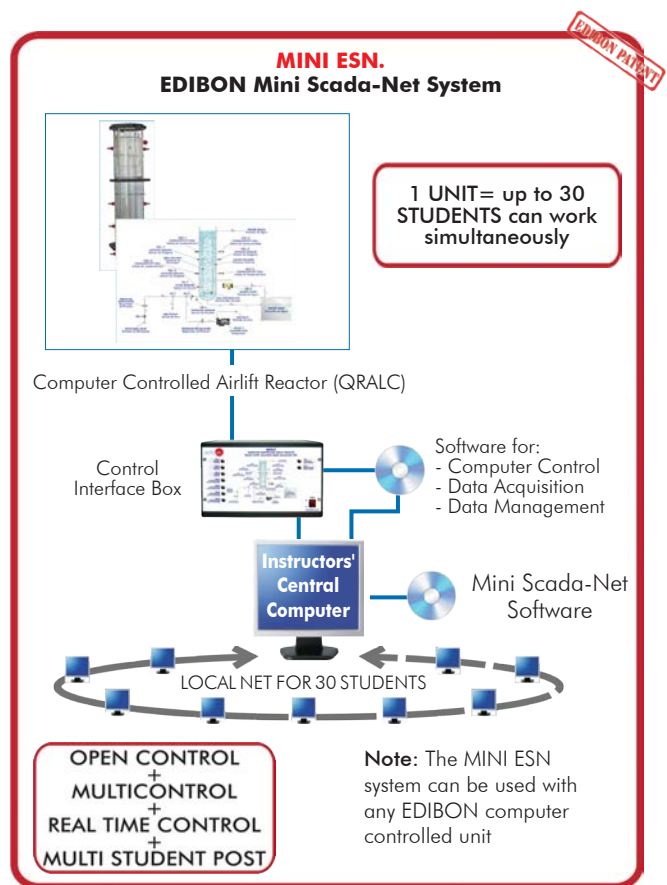 EDIBON PATENT
MINI ESN.
EDIBON Mini Scada-Net System
1 UNIT= up to 30
STUDENTS can work
simultaneously
Computer Controlled Airlift Reactor (QRALC)
Control
Interface Box
Software for:
- Computer Control
- Data Acquisition
- Data Management
Instructors'
Central
Computer
Mini Scada-Net
Software
LOCAL NET FOR 30 STUDENTS
OPEN CONTROL
+
MULTICONTROL
+
REAL TIME CONTROL
+
MULTI STUDENT POST
Note: The MINI ESN
system can be used with
any EDIBON computer
controlled unit